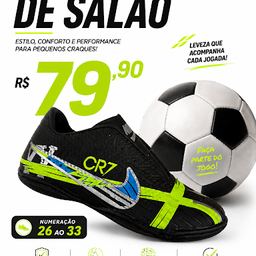 DE SALÃO
ESTILO, CONFORTO E PERFORMANCE
PARA PEQUENOS CRAQUES!
LEVEZA QUE
ACOMPANHA
CADA JOGADA!
R$ 79,90
CR7
FAÇA
PARTE DO
JOGO!
NUMERAÇÃO
26 AO 33